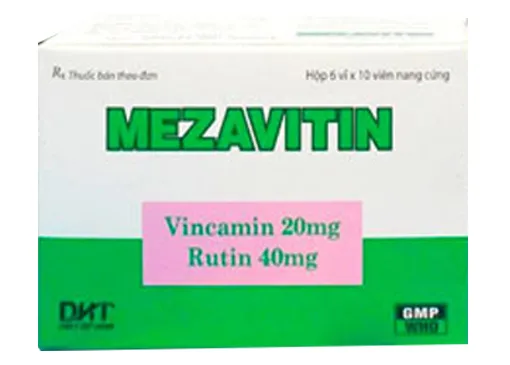 Rx Thuốc bán theo đơn
Hộp 6 vỉ x 10 viên nang cứng
MEZAVITIN
Vincamin 20mg
Rutin 40mg
DHT
GMP
WHO